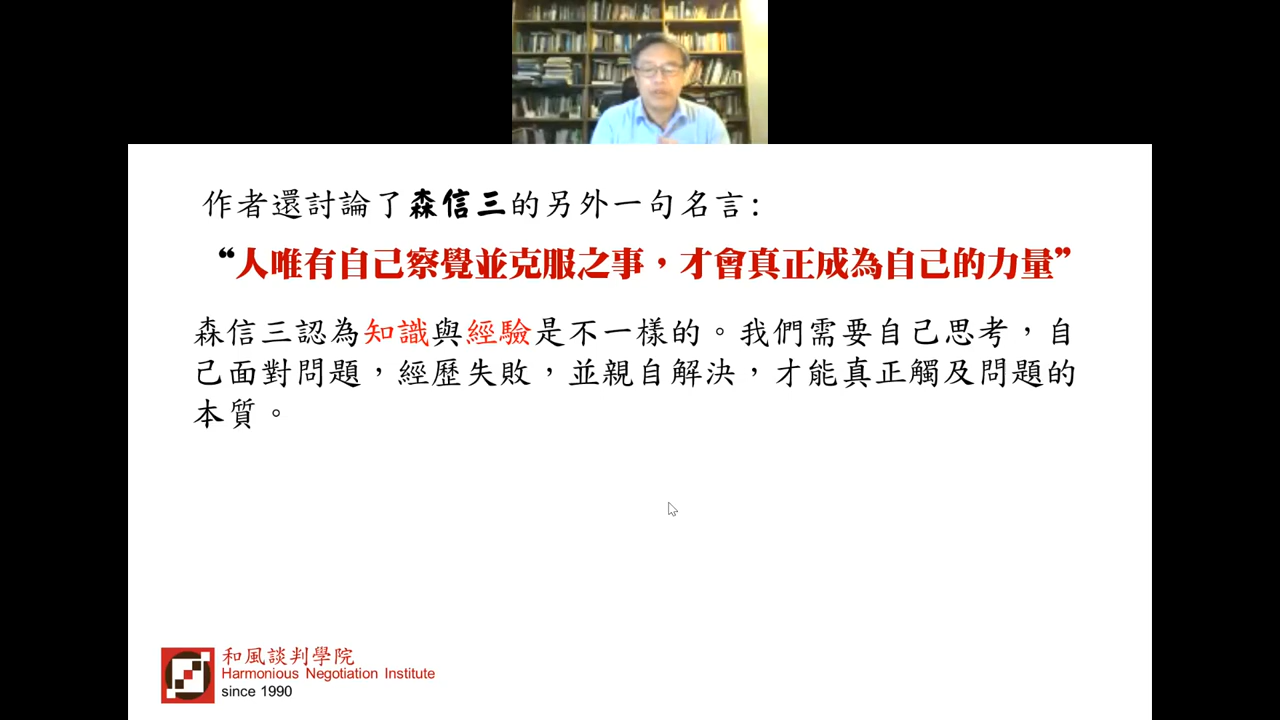 作者還討論了森信三的另外一句名言:
“人唯有自己察覺並克服之事，才會真正成為自己的力量”
森信三認為知識與經驗是不一樣的。我們需要自己思考，自
己面對問題，經歷失敗，並親自解決，才能真正觸及問題的
本質。
和風談判學院
Harmonious Negotiation Institute
since 1990